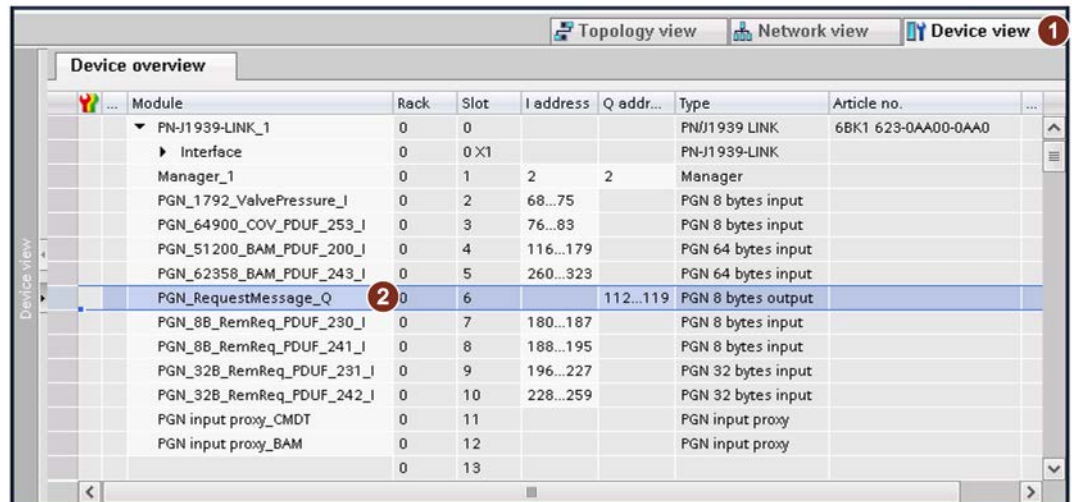 Topology view Network view Device view 1
Device overview
... Module Rack Slot I address Q addr... Type Article no. ...
PN-J1939-LINK_1 0 0 PN/J1939 LINK 6BK1 623-0AA00-0AA0
Interface 0 0 X1 PN-J1939-LINK
Manager_1 0 1 2 2 Manager
PGN_1792_ValvePressure_I 0 2 68...75 PGN 8 bytes input
PGN_64900_COV_PDUF_253_I 0 3 76...83 PGN 8 bytes input
PGN_51200_BAM_PDUF_200_I 0 4 116...179 PGN 64 bytes input
PGN_62358_BAM_PDUF_243_I 0 5 260...323 PGN 64 bytes input
PGN_RequestMessage_Q 2 0 6 112...119 PGN 8 bytes output
PGN_8B_RemReq_PDUF_230_I 0 7 180...187 PGN 8 bytes input
PGN_8B_RemReq_PDUF_241_I 0 8 188...195 PGN 8 bytes input
PGN_32B_RemReq_PDUF_231_I 0 9 196...227 PGN 32 bytes input
PGN_32B_RemReq_PDUF_242_I 0 10 228...259 PGN 32 bytes input
PGN input proxy_CMDT 0 11 PGN input proxy
PGN input proxy_BAM 0 12 PGN input proxy
0 13
Device view